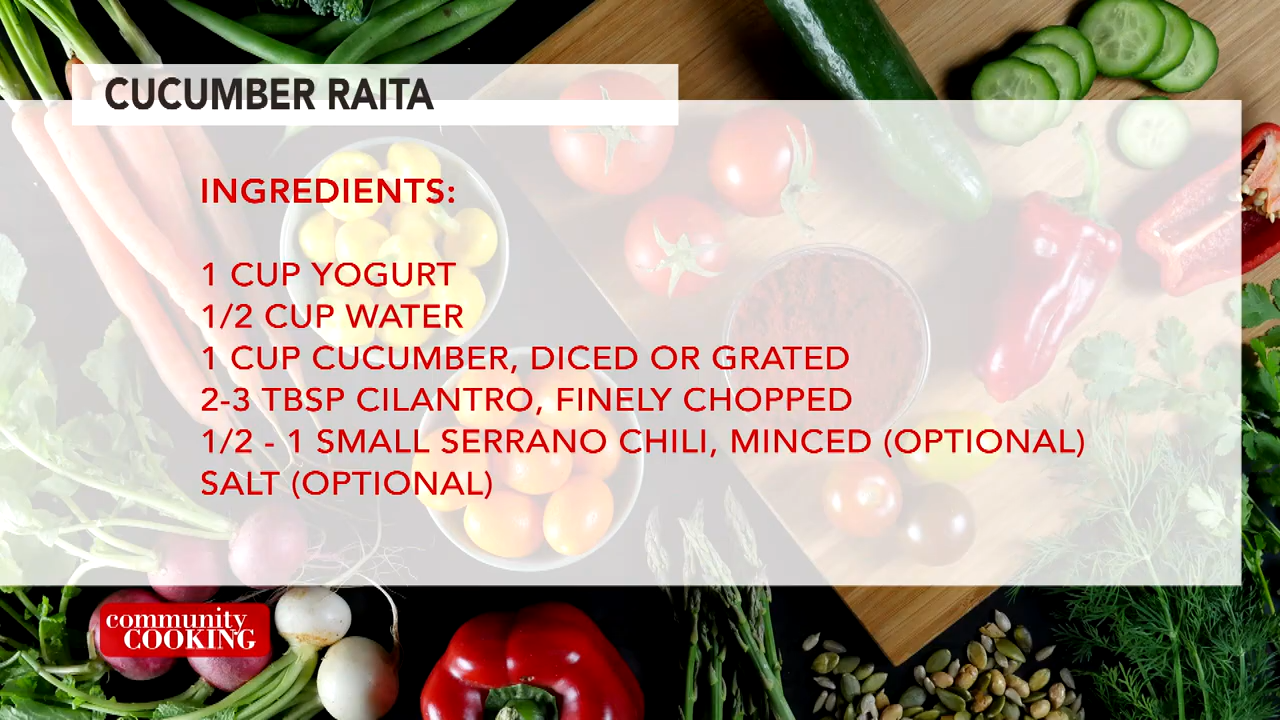 CUCUMBER RAITA
INGREDIENTS:
1 CUP YOGURT
1/2 CUP WATER
1 CUP CUCUMBER, DICED OR GRATED
2-3 TBSP CILANTRO, FINELY CHOPPED
1/2 - 1 SMALL SERRANO CHILI, MINCED (OPTIONAL)
SALT (OPTIONAL)
community
COOKING